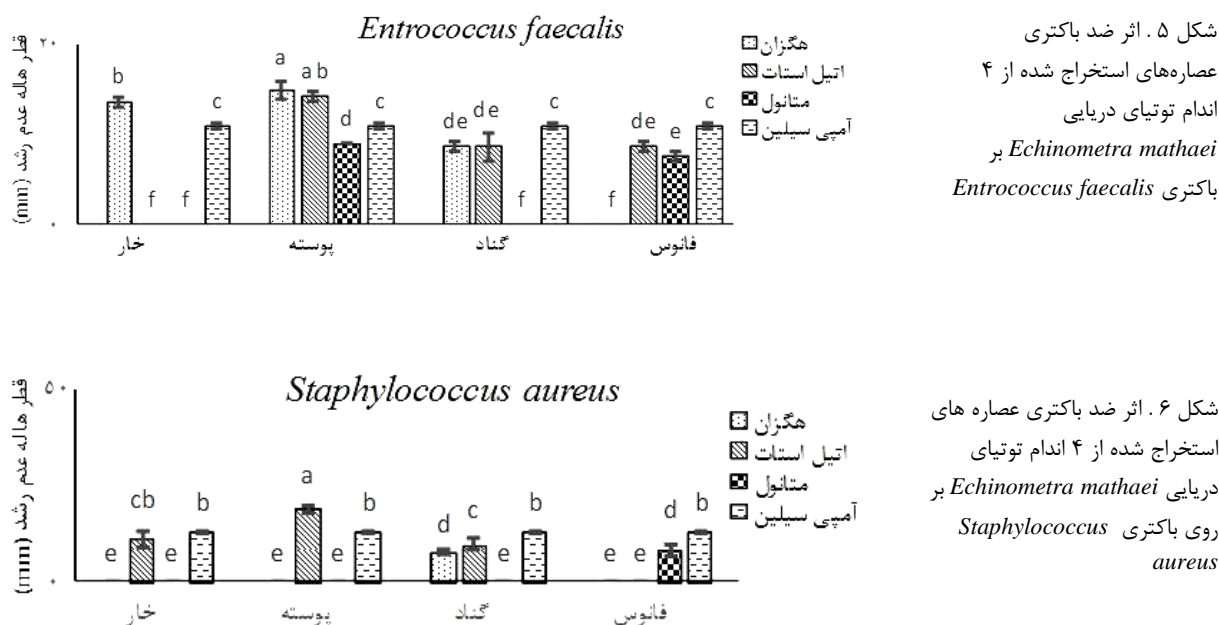 Entrococcus faecalis
قطر هاله عدم رشد (mm)
۲۰
۰
b f f c
a ab d c
de de f c
f de e c
خار پوسته گناد فانوس
هگزان
اتیل استات
متانول
آمپی سیلین
شکل ۵ . اثر ضد باکتری
عصاره‌های استخراج شده از ۴
اندام توتیای دریایی
Echinometra mathaei بر
باکتری Entrococcus faecalis
Staphylococcus aureus
قطر هاله عدم رشد (mm)
۵۰
۰
e cb e b
e a e b
d c e b
e e d b
خار پوسته گناد فانوس
هگزان
اتیل استات
متانول
آمپی سیلین
شکل ۶ . اثر ضد باکتری عصاره های
استخراج شده از ۴ اندام توتیای
دریایی Echinometra mathaei بر
روی باکتری Staphylococcus
aureus